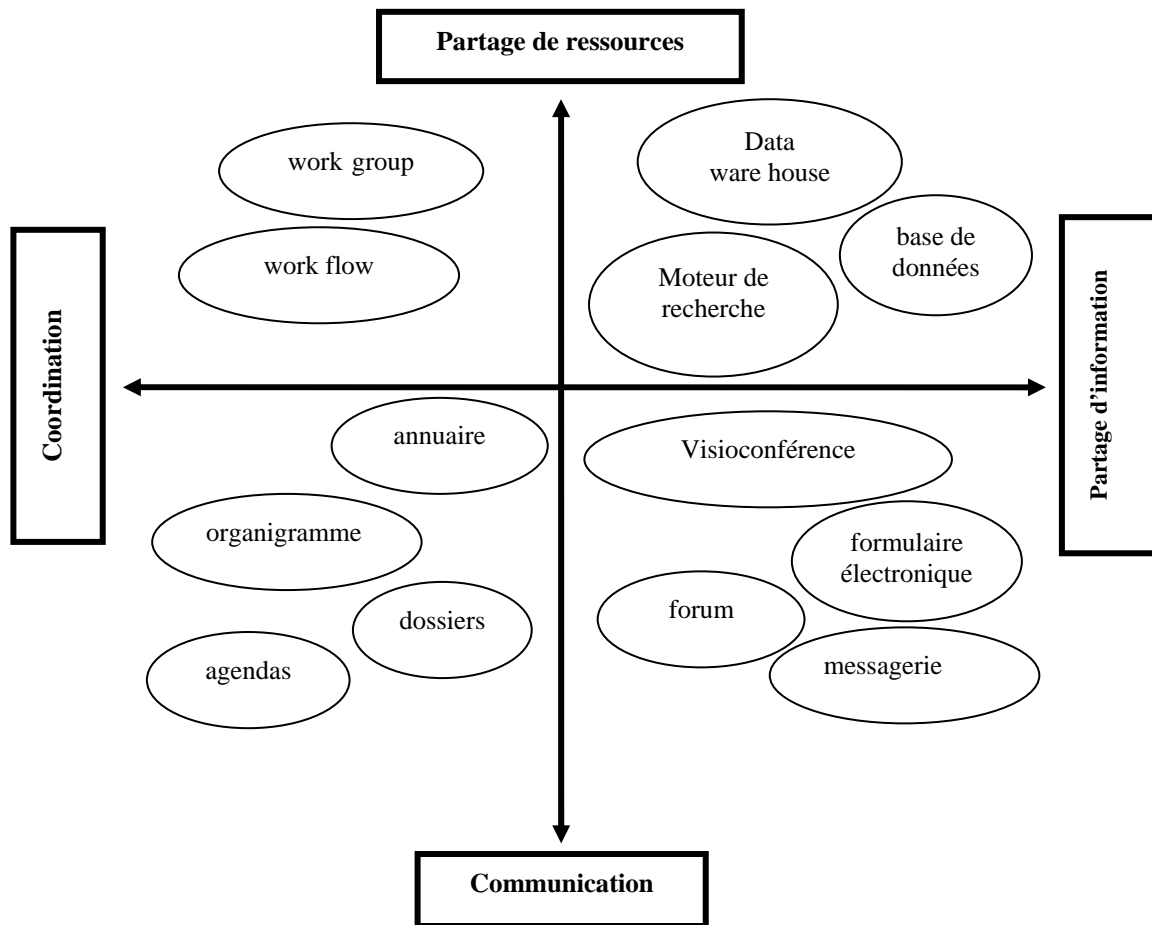 Partage de ressources
work group
work flow
Data
ware house
base de
données
Moteur de
recherche
Coordination
Partage d'information
annuaire
organigramme
dossiers
agendas
Visioconférence
formulaire
électronique
forum
messagerie
Communication